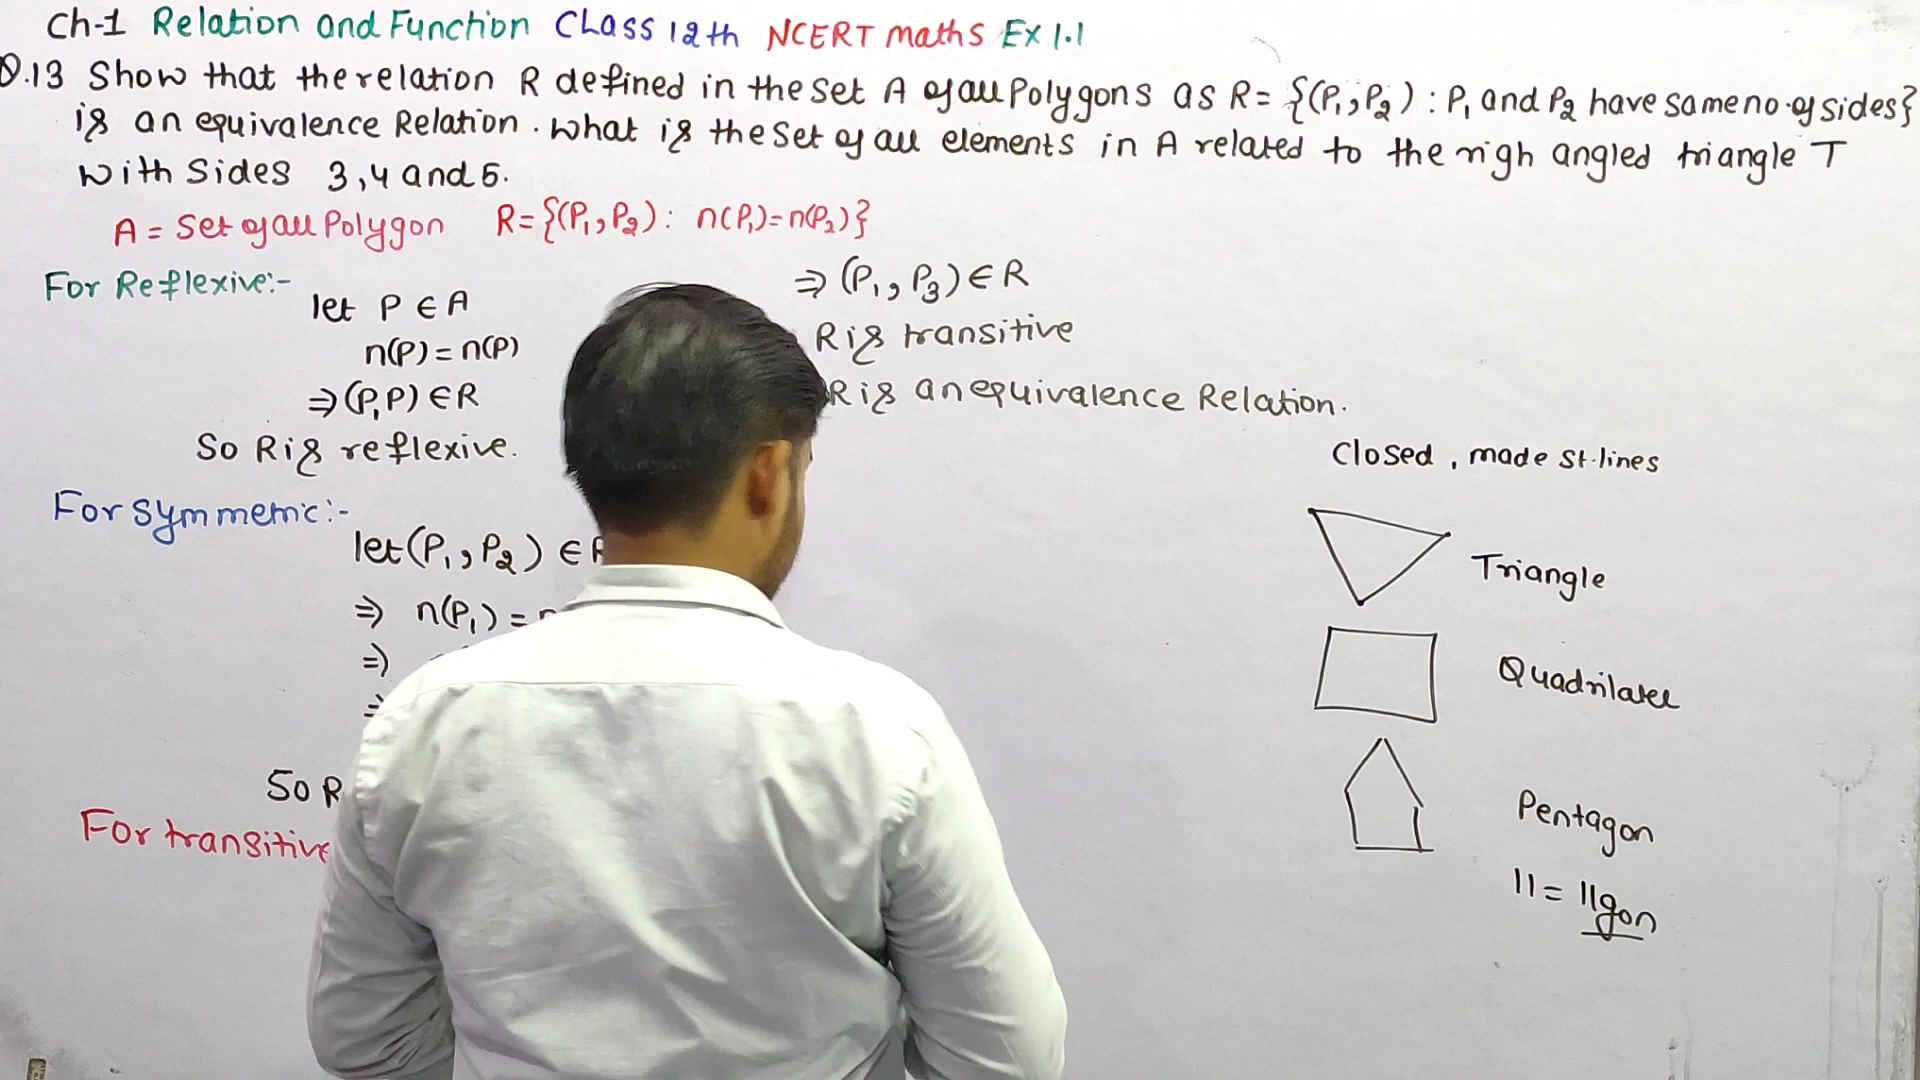 Ch-1 Relation and Function Class 12th NCERT maths Ex 1.1
Q.13 Show that the relation R defined in the set A of all Polygons as R= {(P₁,P₂) : P₁ and P₂ have same no. of sides}
is an equivalence Relation. What is the set of all elements in A related to the righ angled triangle T
with Sides 3,4 and 5.
A = Set of all Polygon R={(P₁,P₂): n(P₁)=n(P₂)}
For Reflexive:-
let P ∈ A
n(P) = n(P)
⇒ (P,P) ∈ R
So R is reflexive.
For Symmetric:-
let (P₁,P₂) ∈ R
⇒ n(P₁) =
⇒
⇒
So R
For transitive
⇒ (P₁, P₃) ∈ R
R is transitive
R is an equivalence Relation.
Closed, made st. lines
Triangle
Quadrilatel
Pentagon
11 = 11gon